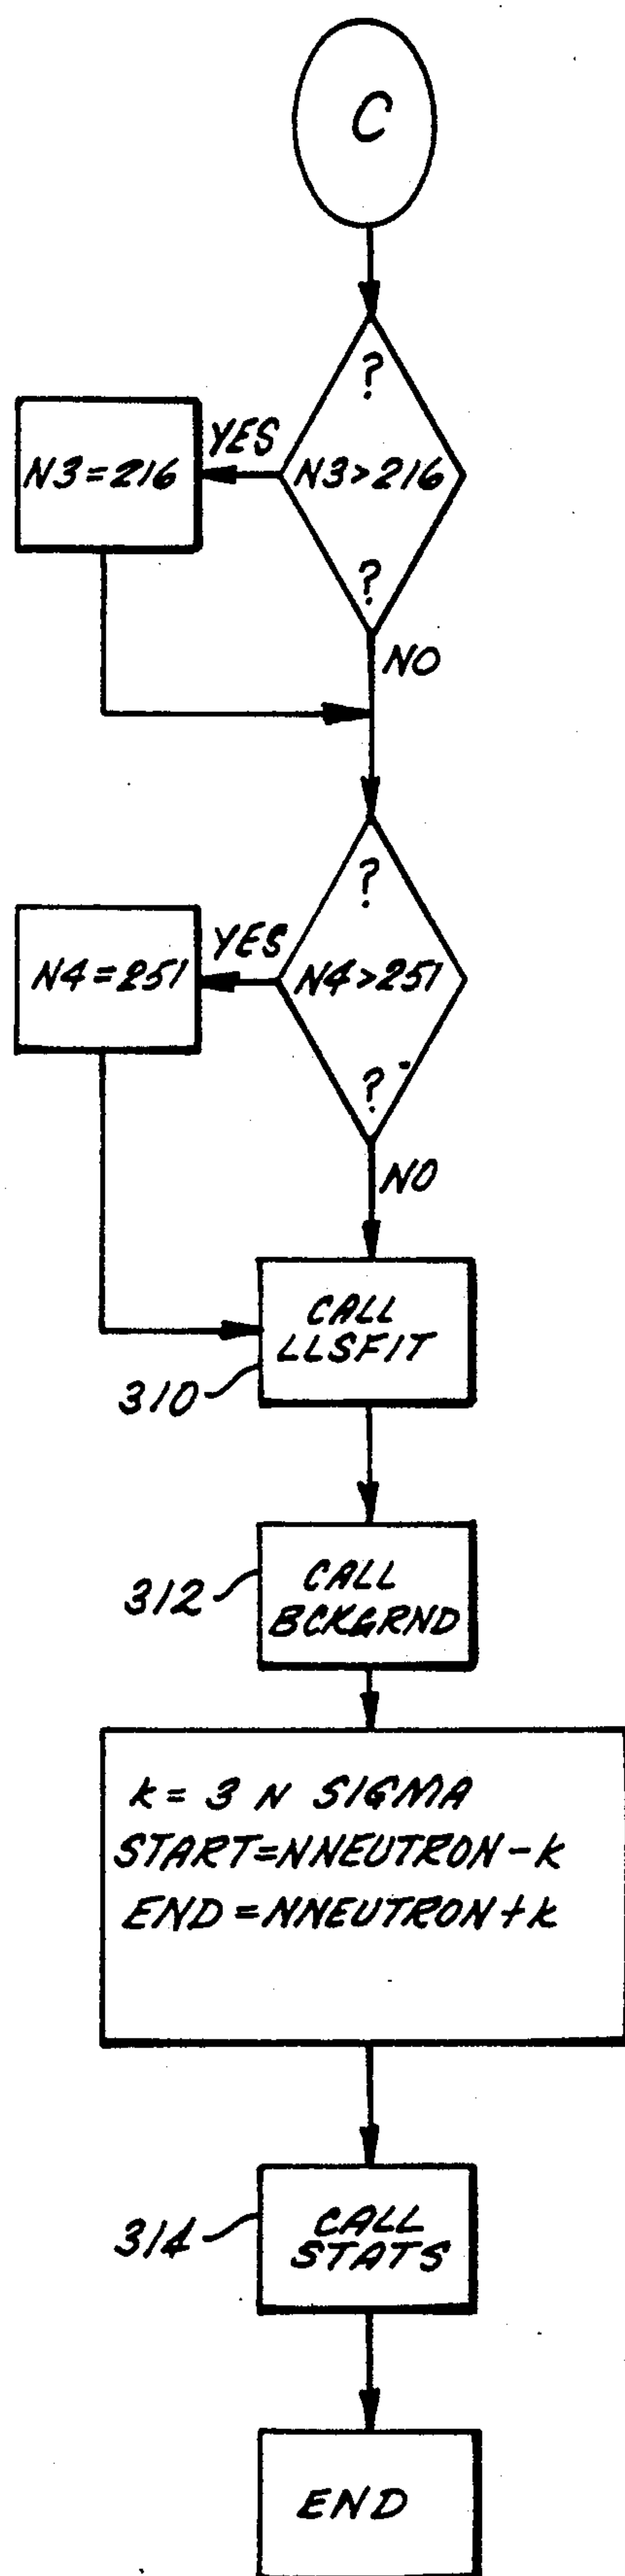 C
?
N3>216
?
YES
N3=216
NO
?
N4>251
?
YES
N4=251
NO
CALL
LLSFIT
310
CALL
BCKGRND
312
k = 3 N SIGMA
START=NNEUTRON-k
END=NNEUTRON+k
CALL
STATS
314
END